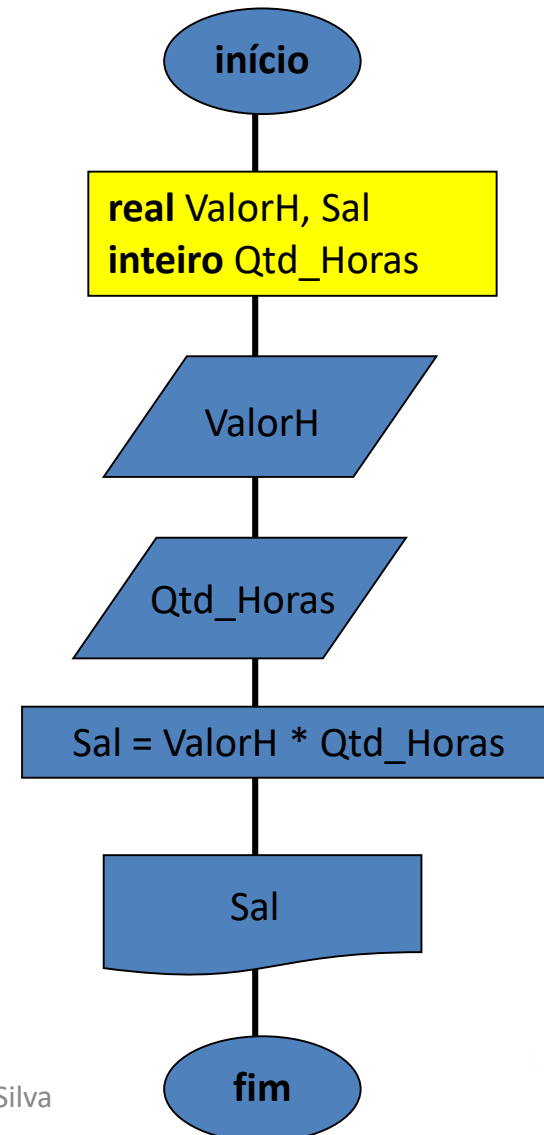 início
real ValorH, Sal
inteiro Qtd_Horas
ValorH
Qtd_Horas
Sal = ValorH * Qtd_Horas
Sal
fim
Silva